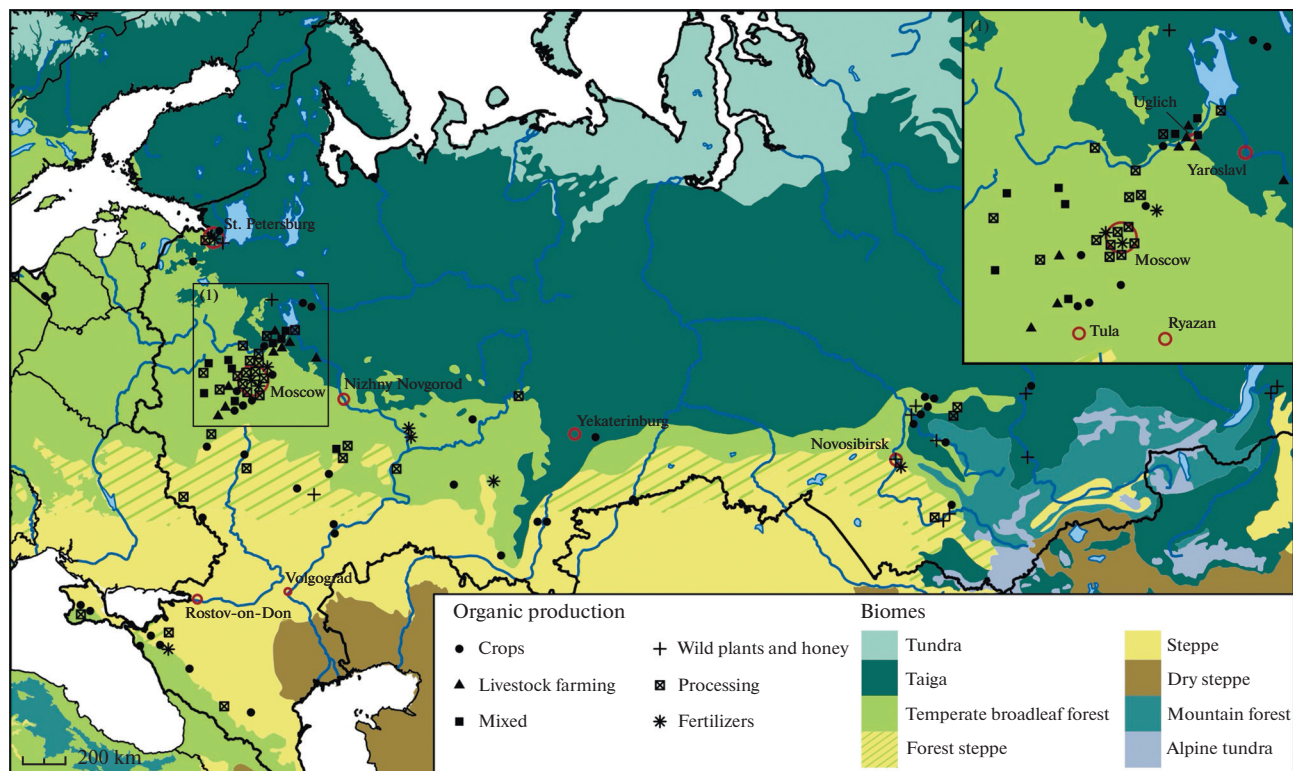 (1)
Uglich
Yaroslavl
Moscow
Tula
Ryazan
St. Petersburg
(1)
Moscow
Nizhny Novgorod
Yekaterinburg
Novosibirsk
Volgograd
Rostov-on-Don
200 km
Organic production
Crops
Livestock farming
Mixed
Wild plants and honey
Processing
Fertilizers
Biomes
Tundra
Taiga
Temperate broadleaf forest
Forest steppe
Steppe
Dry steppe
Mountain forest
Alpine tundra